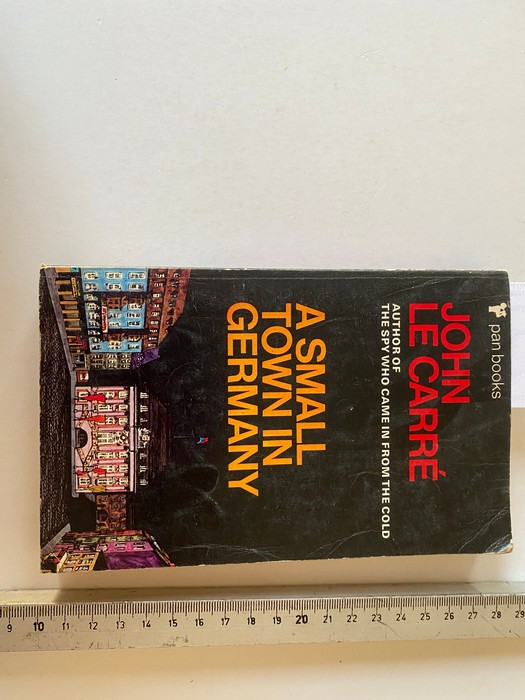 pan books
JOHN
LE CARRÉ
AUTHOR OF
THE SPY WHO CAME IN FROM THE COLD
A SMALL
TOWN IN
GERMANY
9 10 11 12 13 14 15 16 17 18 19 20 21 22 23 24 25 26 27 28 29